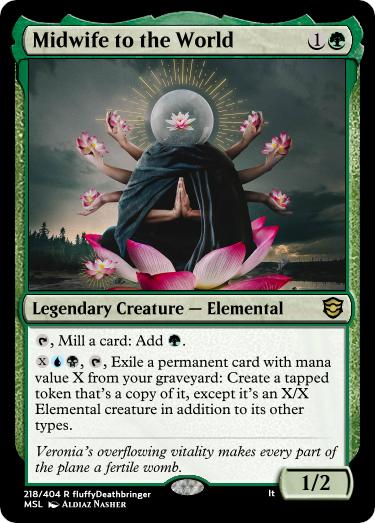 Midwife to the World 1
Legendary Creature — Elemental
, Mill a card: Add .
X , , Exile a permanent card with mana
value X from your graveyard: Create a tapped
token that's a copy of it, except it's an X/X
Elemental creature in addition to its other
types.
Veronia's overflowing vitality makes every part of
the plane a fertile womb.
1/2
218/404 R fluffyDeathbringer It
MSL Aldiaz Nasher